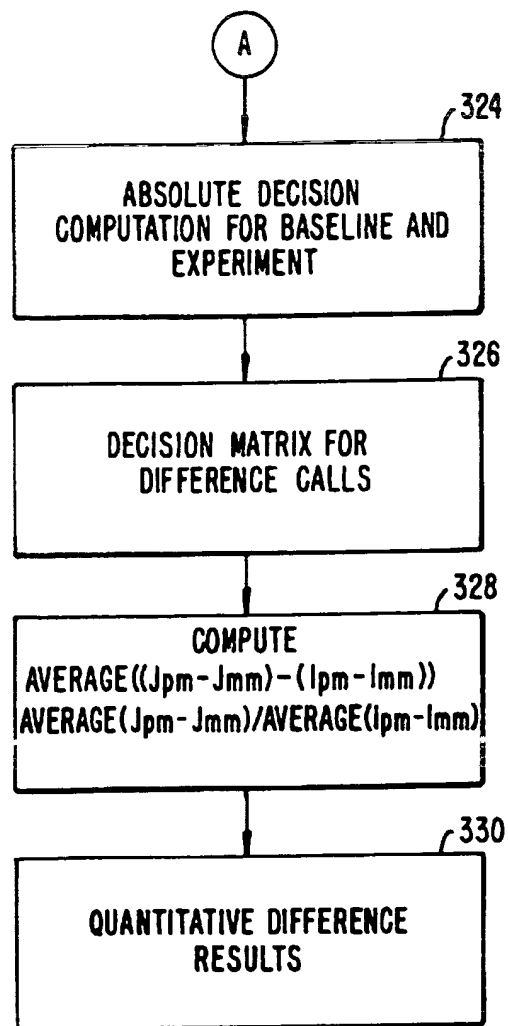 A
324
ABSOLUTE DECISION
COMPUTATION FOR BASELINE AND
EXPERIMENT
326
DECISION MATRIX FOR
DIFFERENCE CALLS
328
COMPUTE
AVERAGE((Jpm-Jmm)-(Ipm-Imm))
AVERAGE(Jpm-Jmm)/AVERAGE(Ipm-Imm)
330
QUANTITATIVE DIFFERENCE
RESULTS